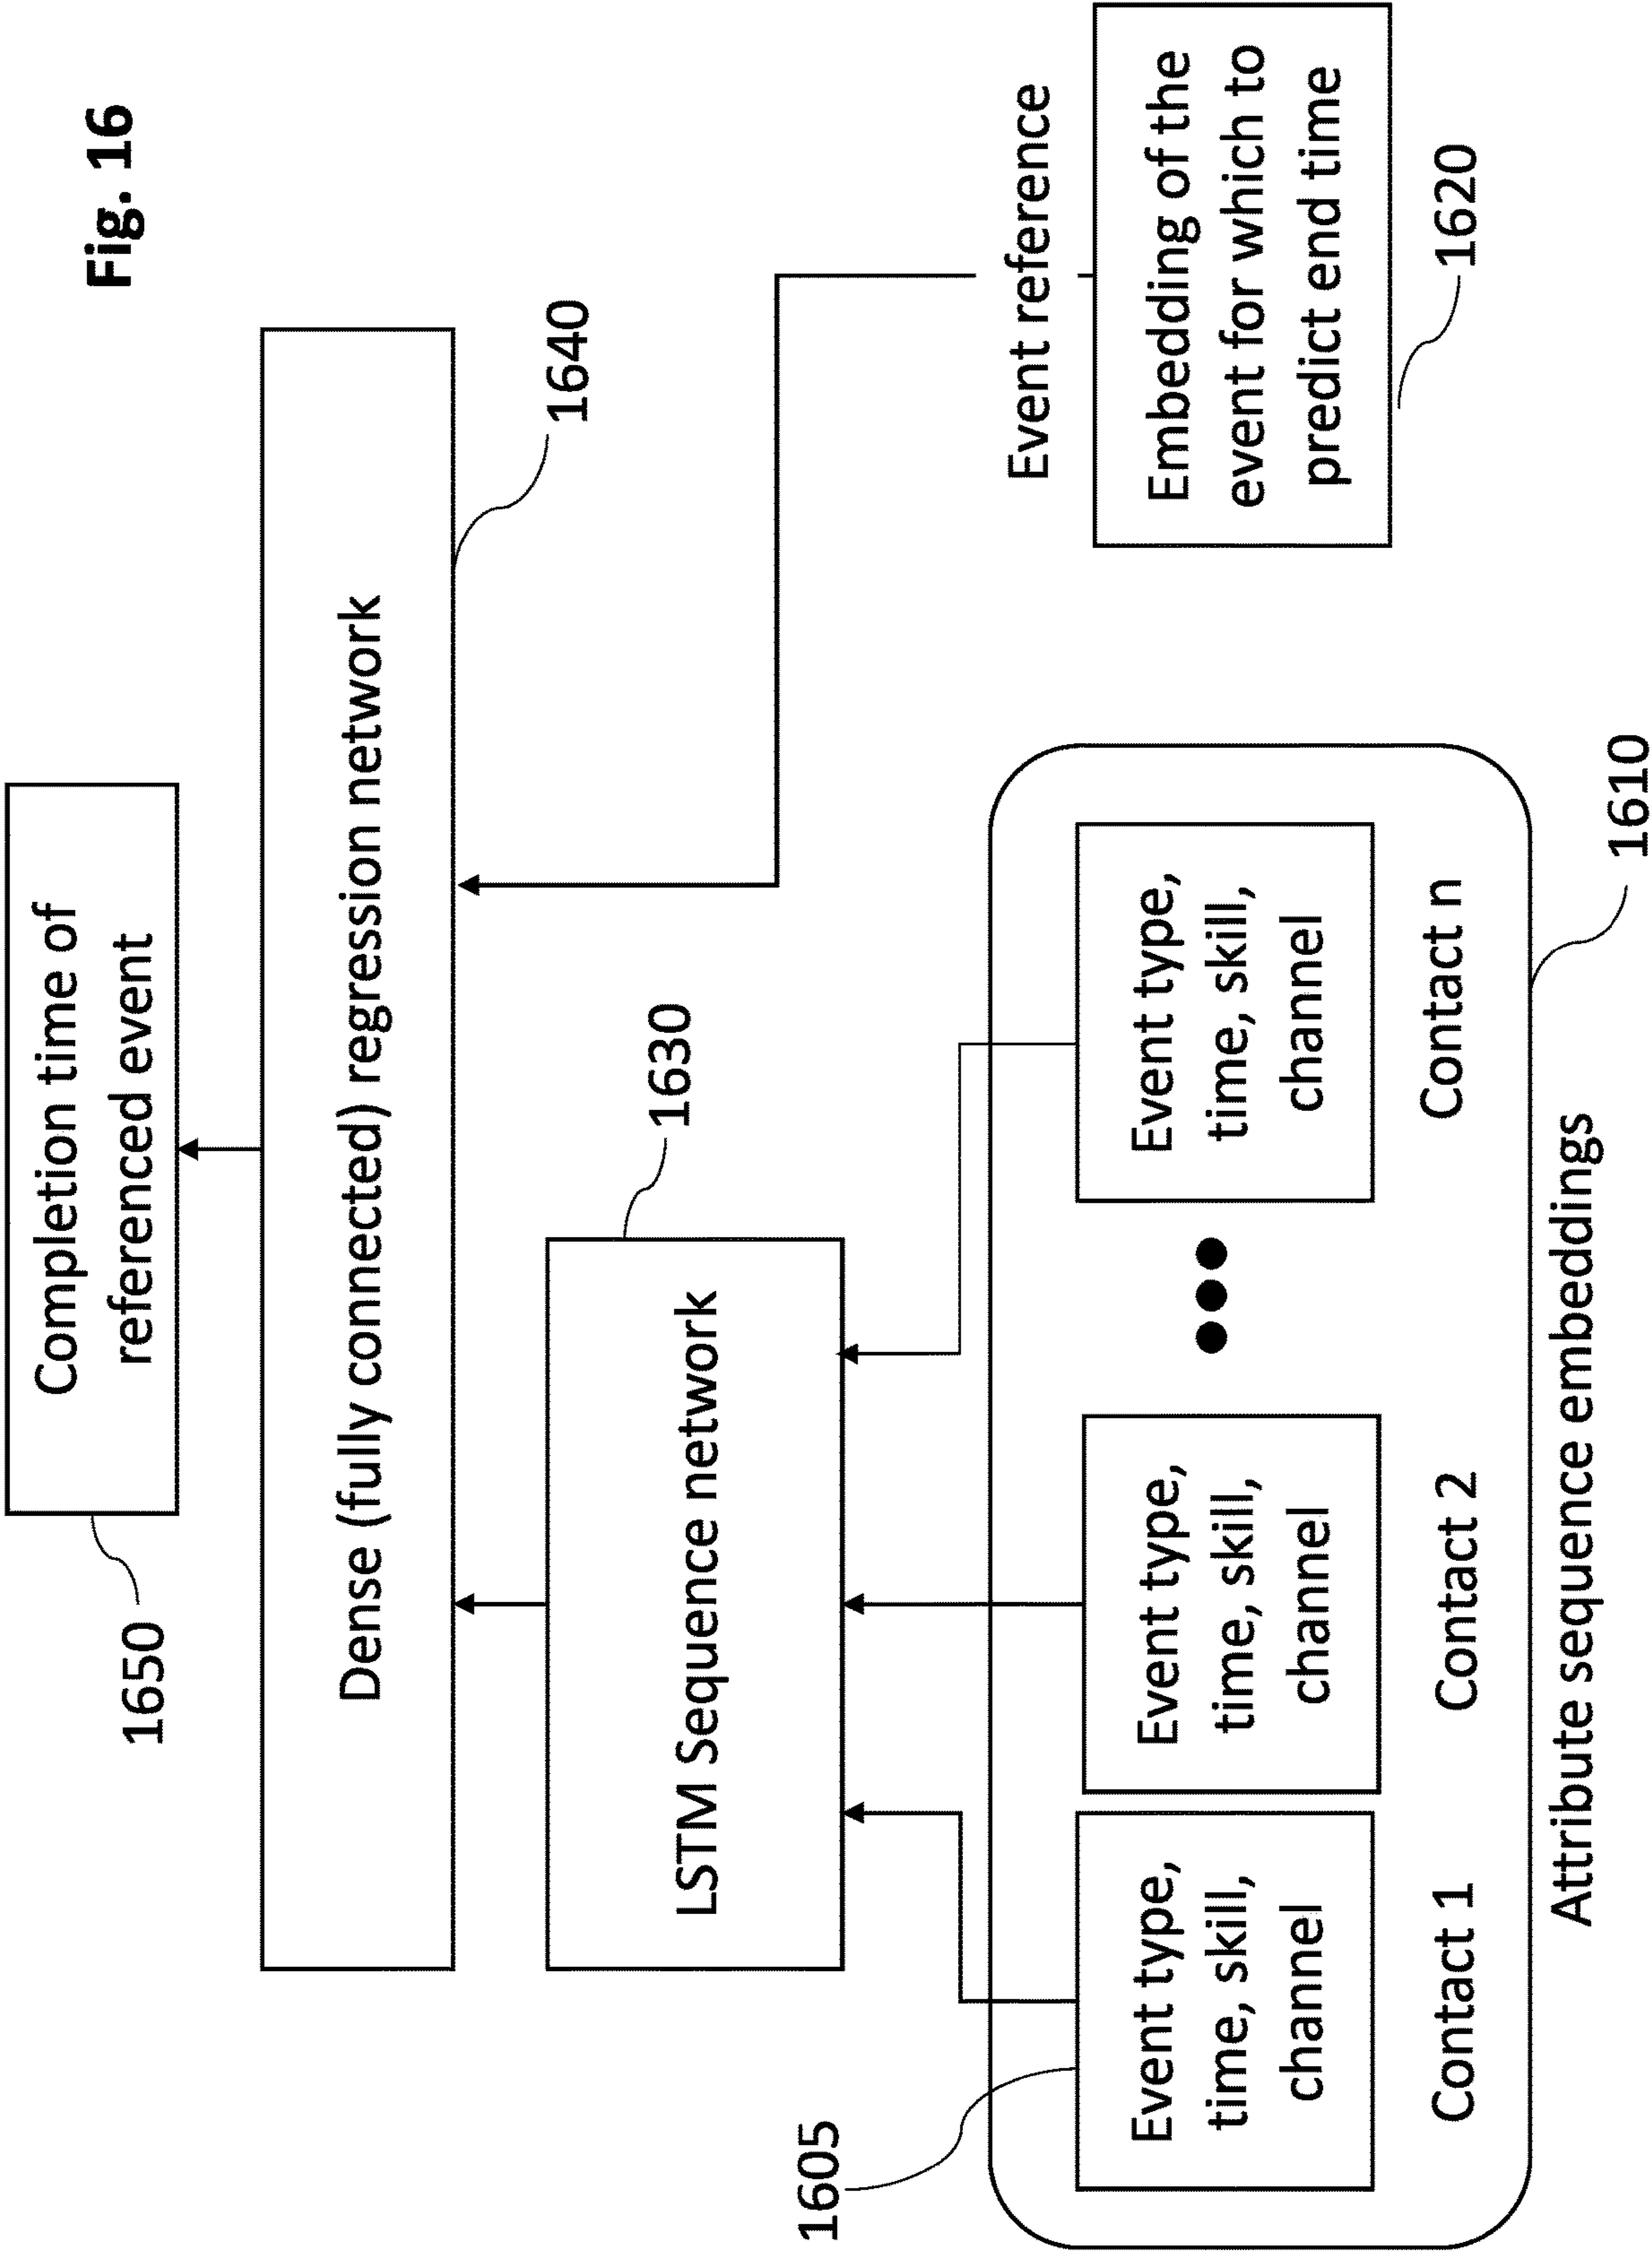 Fig. 16
Completion time of
referenced event
1650
Dense (fully connected) regression network
1640
LSTM Sequence network
1630
Event reference
Embedding of the
event for which to
predict end time
1620
1605
Event type,
time, skill,
channel
Contact 1
Event type,
time, skill,
channel
Contact 2
Event type,
time, skill,
channel
Contact n
1610
Attribute sequence embeddings